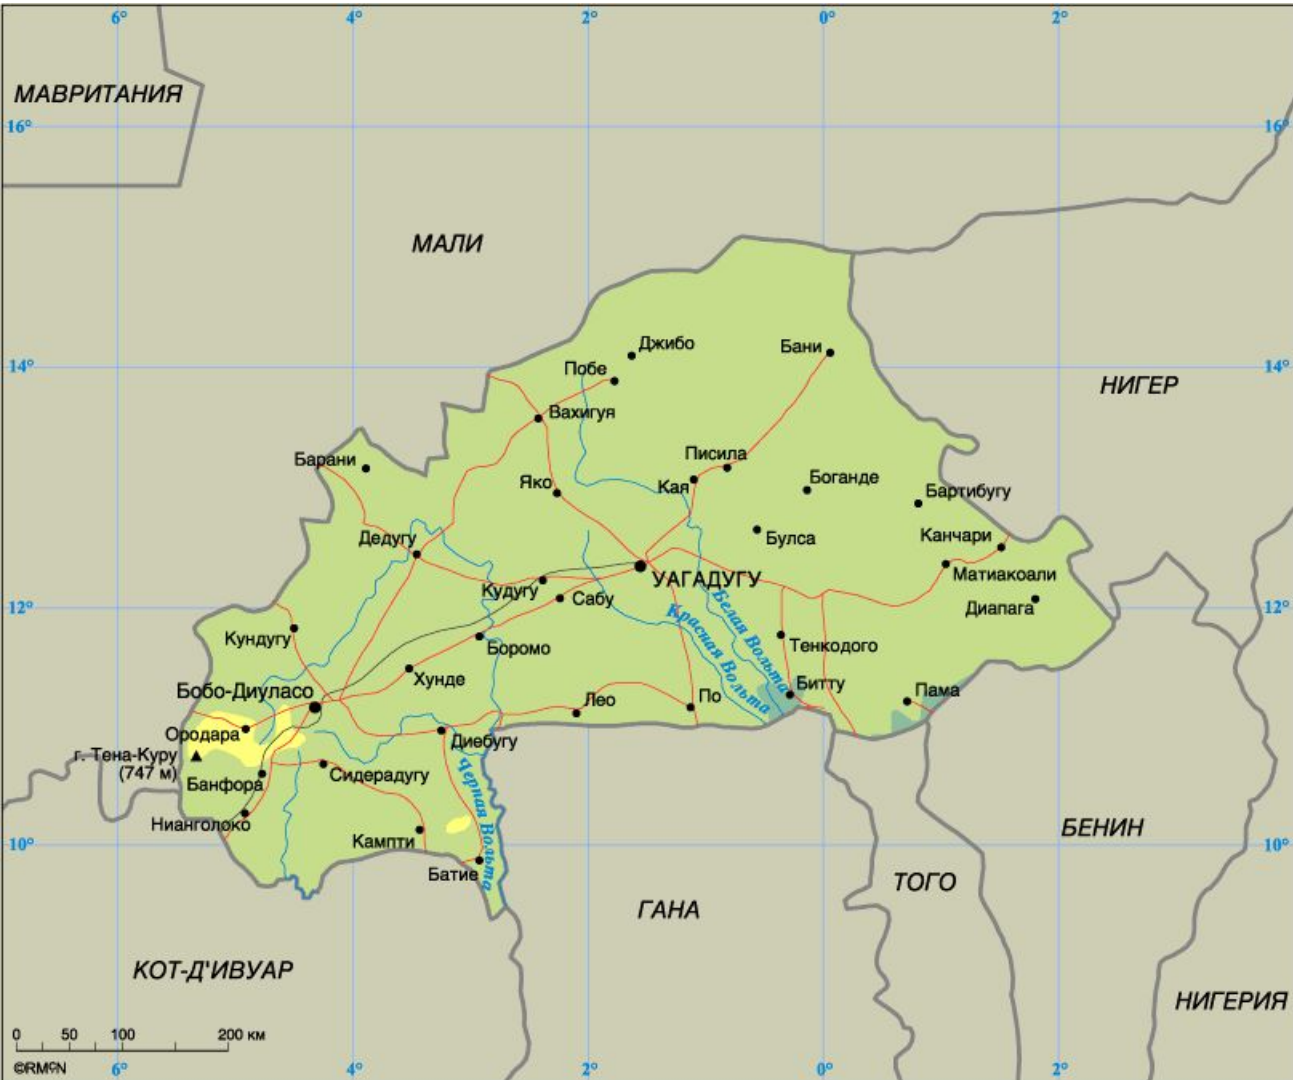 6° 4° 2° 0° 2°
МАВРИТАНИЯ
16° 16°
МАЛИ
Джибо
Бани
14° 14°
Побе
НИГЕР
Вахигуя
Барани
Писила
Яко
Кая
Боганде
Бартибугу
Дедугу
Булса
Канчари
УАГАДУГУ
Матиакоали
Кудугу
Сабу
Диапага
12° 12°
Красная Вольта
Белая Вольта
Кундугу
Боромо
Тенкодого
Хунде
Бобо-Диуласо
Битту
Лео
По
Пама
Ородара
Диебугу
г. Тена-Куру
(747 м)
Сидерадугу
Банфора
Черная Вольта
Нианголоко
Кампти
БЕНИН
10° 10°
Батие
ТОГО
ГАНА
КОТ-Д'ИВУАР
НИГЕРИЯ
0 50 100 200 км
©RMCN
6° 4° 2° 0° 2°